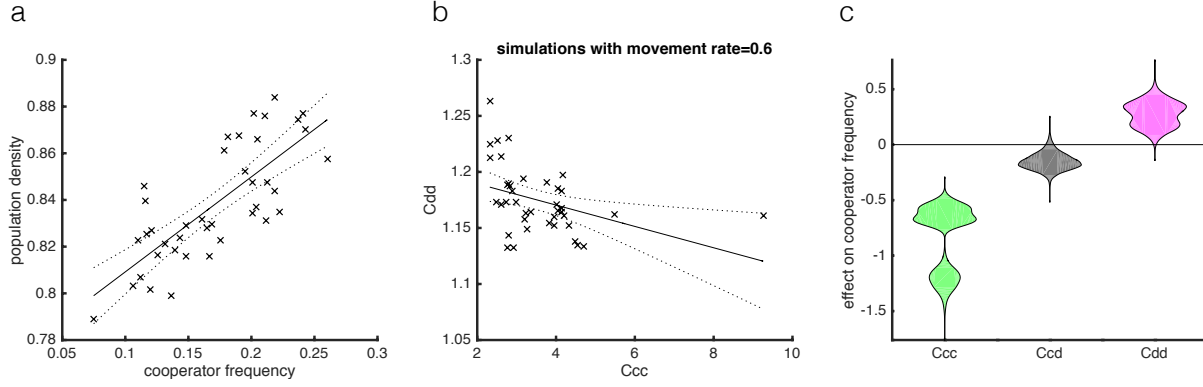 a
population density
0.9
0.88
0.86
0.84
0.82
0.8
0.78
0.05
0.1
0.15
0.2
0.25
0.3
cooperator frequency
b
simulations with movement rate=0.6
Cdd
1.3
1.25
1.2
1.15
1.1
1.05
2
4
6
8
10
Ccc
c
effect on cooperator frequency
0.5
0
-0.5
-1
-1.5
Ccc
Ccd
Cdd